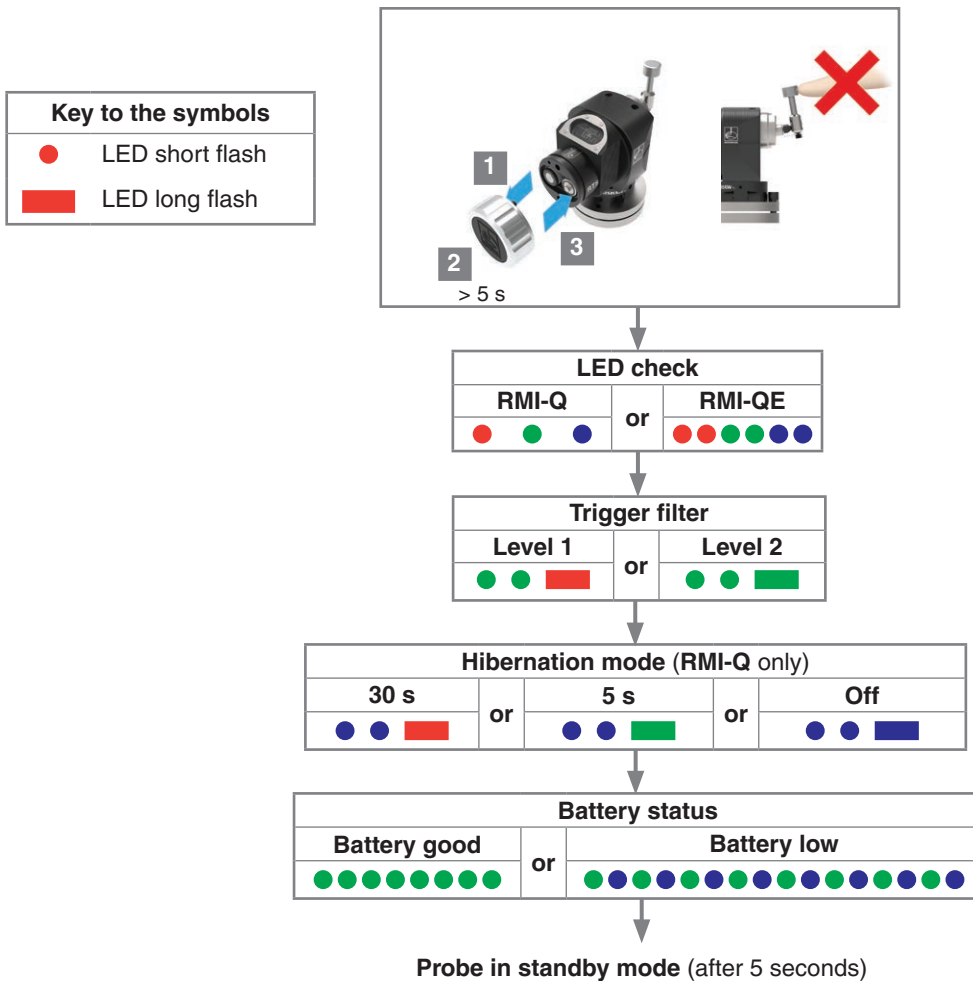 Key to the symbols
LED short flash
LED long flash
1
2
3
> 5 s
LED check
RMI-Q
or
RMI-QE
Trigger filter
Level 1
or
Level 2
Hibernation mode (RMI-Q only)
30 s
or
5 s
or
Off
Battery status
Battery good
or
Battery low
Probe in standby mode (after 5 seconds)